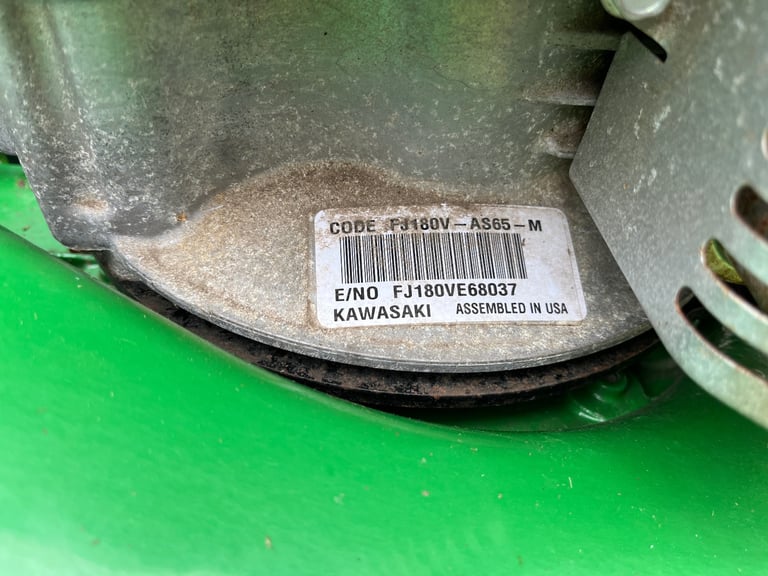 CODE FJ180V-AS65-M
E/NO FJ180VE68037
KAWASAKI ASSEMBLED IN USA